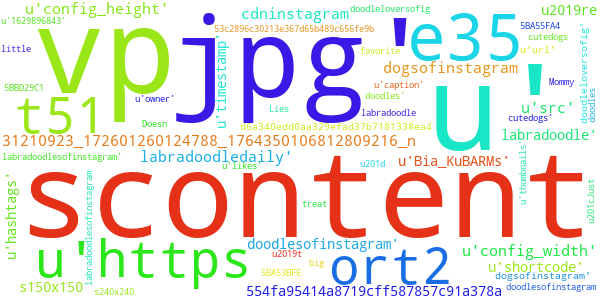 u'config_height'
u'1629896843'
little
5BBD29C1
vp
t51
cdninstagram
53c2896c30213e367d65b489c656fe9b
doodleloversofig
u2019re
jpg'
e35
5BA55FA4
cutedogs
u'url'
favorite
dogsofinstagram
u'timestamp'
u'caption'
u'owner'
doodles'
labradoodle
Lies
Doesn
u'
u'src'
Mommy
cutedogs'
doodleloversofig'
doodles
d6a340edd0aa329efad37b7181338ea4
labradoodle'
31210923_172601260124788_17643501068128092​16_n
labradoodlesofinstagram'
labradoodledaily'
u'likes
u201d
u'Bia_KuBARMs'
u'thumbnails'
u201cJust
u'hashtags'
labradoodlesofinstagram
scontent
treat
u'https
doodlesofinstagram'
u2019t
big
5BA53BFE
ort2
u'config_width'
u'shortcode'
dogsofinstagram'
doodlesofinstagram
s150x150
s240x240
554fa95414a8719cff587857c91a378a